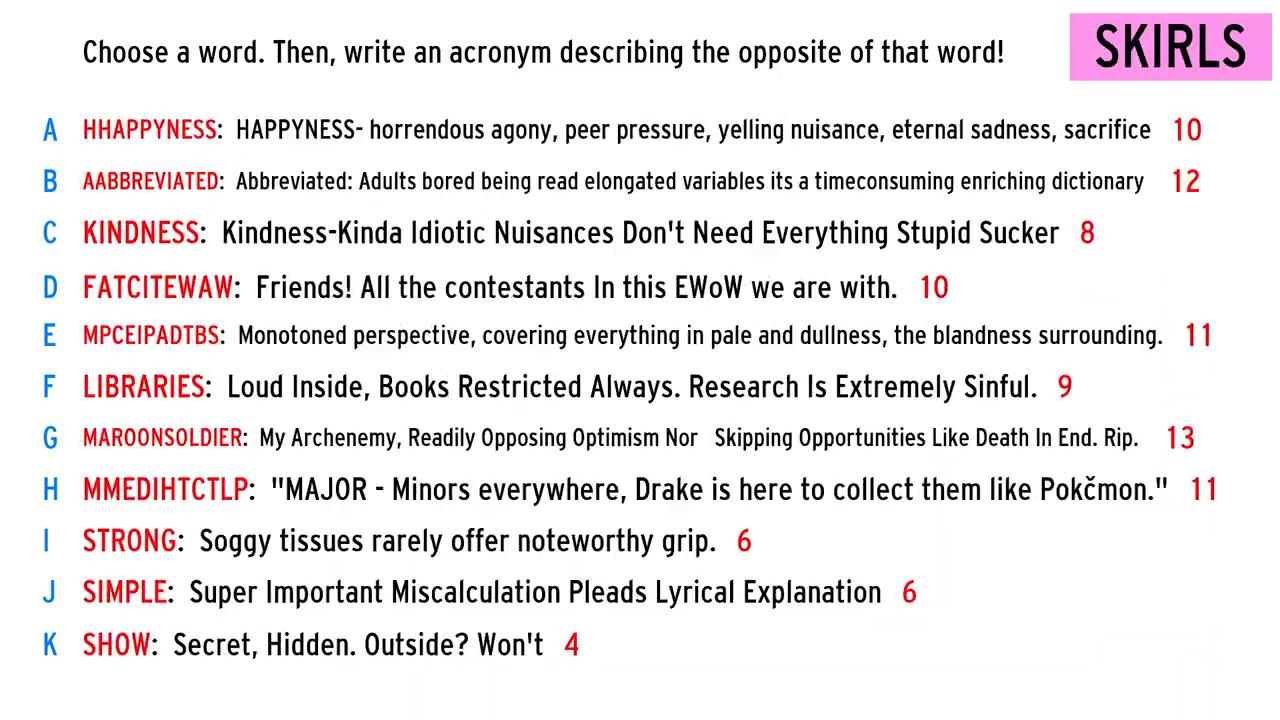 Choose a word. Then, write an acronym describing the opposite of that word!
SKIRLS
A HHAPPYNESS: HAPPYNESS- horrendous agony, peer pressure, yelling nuisance, eternal sadness, sacrifice 10
B AABBREVIATED: Abbreviated: Adults bored being read elongated variables its a timeconsuming enriching dictionary 12
C KINDNESS: Kindness-Kinda Idiotic Nuisances Don't Need Everything Stupid Sucker 8
D FATCITEWAW: Friends! All the contestants In this EWoW we are with. 10
E MPCEIPADTBS: Monotoned perspective, covering everything in pale and dullness, the blandness surrounding. 11
F LIBRARIES: Loud Inside, Books Restricted Always. Research Is Extremely Sinful. 9
G MAROONSOLDIER: My Archenemy, Readily Opposing Optimism Nor Skipping Opportunities Like Death In End. Rip. 13
H MMEDIHTCTLP: "MAJOR - Minors everywhere, Drake is here to collect them like Pokčmon." 11
I STRONG: Soggy tissues rarely offer noteworthy grip. 6
J SIMPLE: Super Important Miscalculation Pleads Lyrical Explanation 6
K SHOW: Secret, Hidden. Outside? Won't 4